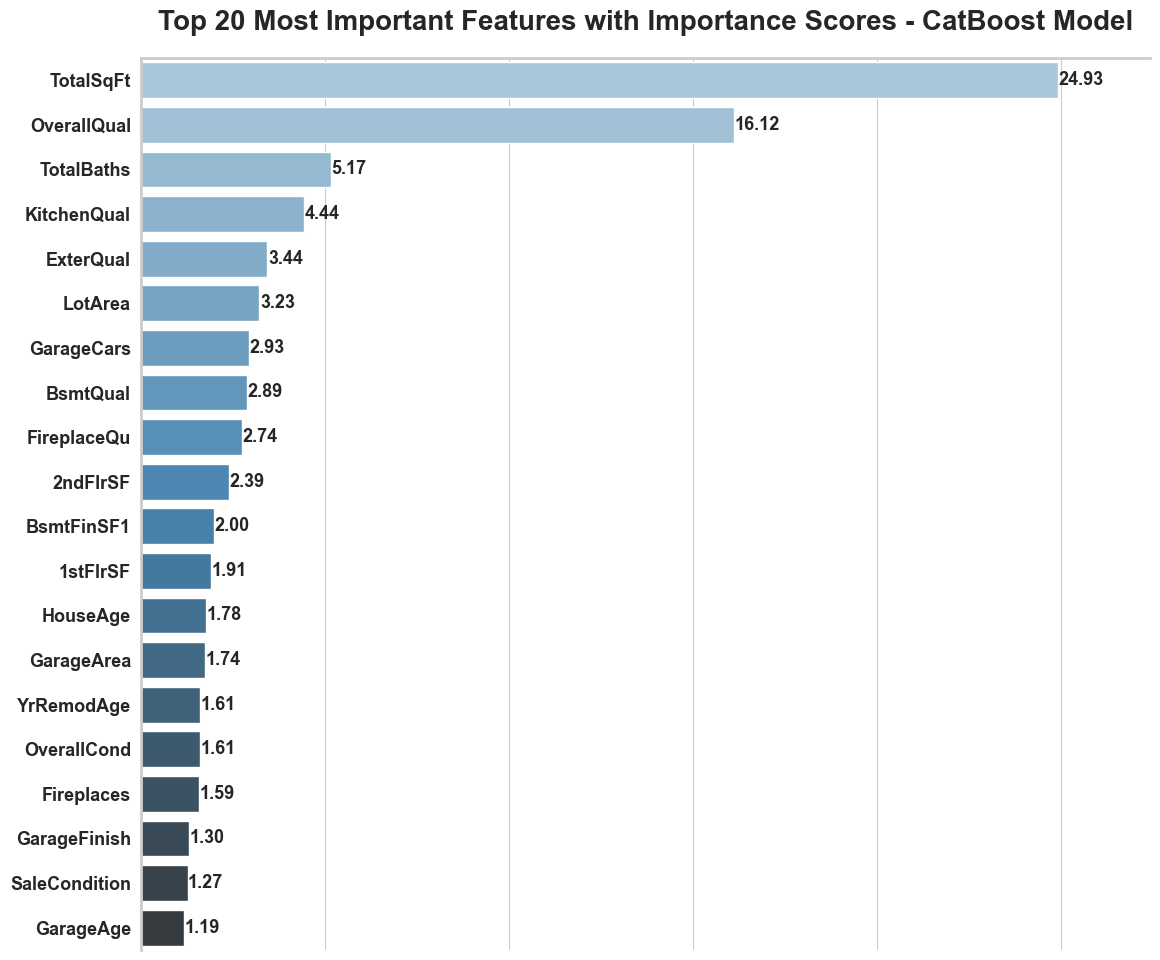 Top 20 Most Important Features with Importance Scores - CatBoost Model
TotalSqFt 24.93
OverallQual 16.12
TotalBaths 5.17
KitchenQual 4.44
ExterQual 3.44
LotArea 3.23
GarageCars 2.93
BsmtQual 2.89
FireplaceQu 2.74
2ndFlrSF 2.39
BsmtFinSF1 2.00
1stFlrSF 1.91
HouseAge 1.78
GarageArea 1.74
YrRemodAge 1.61
OverallCond 1.61
Fireplaces 1.59
GarageFinish 1.30
SaleCondition 1.27
GarageAge 1.19